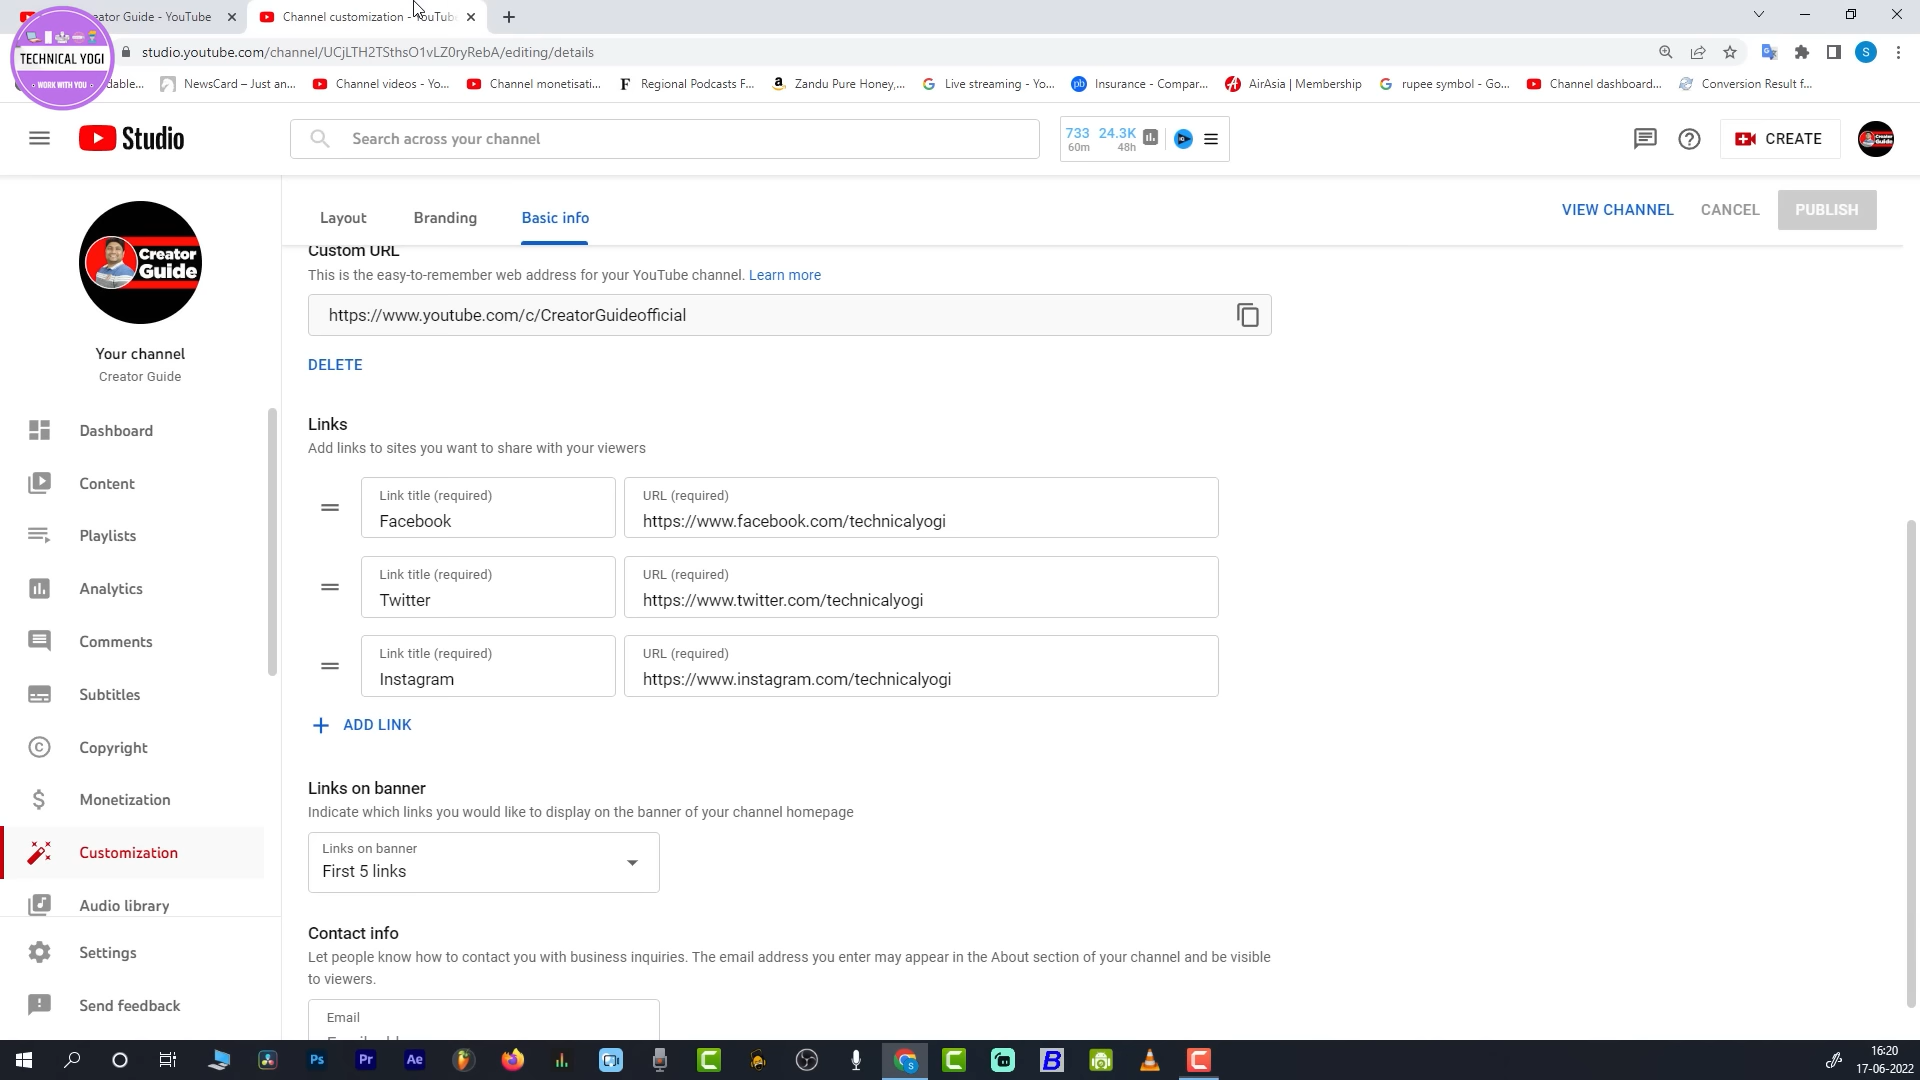 eator Guide - YouTube
Channel customization - YouTube
TECHNICAL YOGI
• WORK WITH YOU •
studio.youtube.com/channel/UCjLTH2TSthsO1vLZ0ryRebA/editing/details
S
dable...
NewsCard – Just an...
Channel videos - Yo...
Channel monetisati...
F Regional Podcasts F...
Zandu Pure Honey,...
Live streaming - Yo...
pb Insurance - Compar...
AirAsia | Membership
rupee symbol - Go...
Channel dashboard...
Conversion Result f...
Studio
Search across your channel
733 24.3K
60m 48h
CREATE
Layout
Branding
Basic info
VIEW CHANNEL
CANCEL
PUBLISH
Creator
Guide
Your channel
Creator Guide
Dashboard
Content
Playlists
Analytics
Comments
Subtitles
Copyright
Monetization
Customization
Audio library
Settings
Send feedback
Custom URL
This is the easy-to-remember web address for your YouTube channel. Learn more
https://www.youtube.com/c/CreatorGuideofficial
DELETE
Links
Add links to sites you want to share with your viewers
Link title (required)
Facebook
URL (required)
https://www.facebook.com/technicalyogi
Link title (required)
Twitter
URL (required)
https://www.twitter.com/technicalyogi
Link title (required)
Instagram
URL (required)
https://www.instagram.com/technicalyogi
+ ADD LINK
Links on banner
Indicate which links you would like to display on the banner of your channel homepage
Links on banner
First 5 links
Contact info
Let people know how to contact you with business inquiries. The email address you enter may appear in the About section of your channel and be visible
to viewers.
Email
Ps
Pr
Ae
16:20
17-06-2022